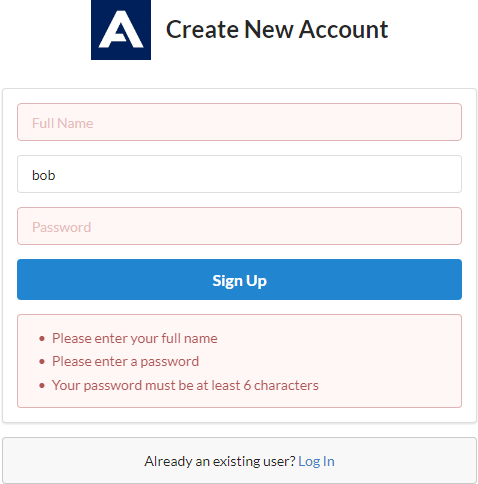 A
Create New Account
Full Name
bob
Password
Sign Up
Please enter your full name
Please enter a password
Your password must be at least 6 characters
Already an existing user? Log In